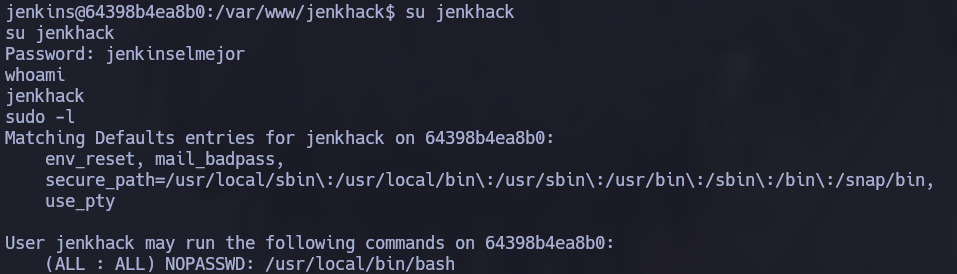 jenkins@64398b4ea8b0:/var/www/jenkhack$ su jenkhack
su jenkhack
Password: jenkinselmejor
whoami
jenkhack
sudo -l
Matching Defaults entries for jenkhack on 64398b4ea8b0:
    env_reset, mail_badpass,
    secure_path=/usr/local/sbin\:/usr/local/bin\:/usr/sbin\:/usr/bin\:/sbin\:/bin\:/snap/bin,
    use_pty

User jenkhack may run the following commands on 64398b4ea8b0:
    (ALL : ALL) NOPASSWD: /usr/local/bin/bash